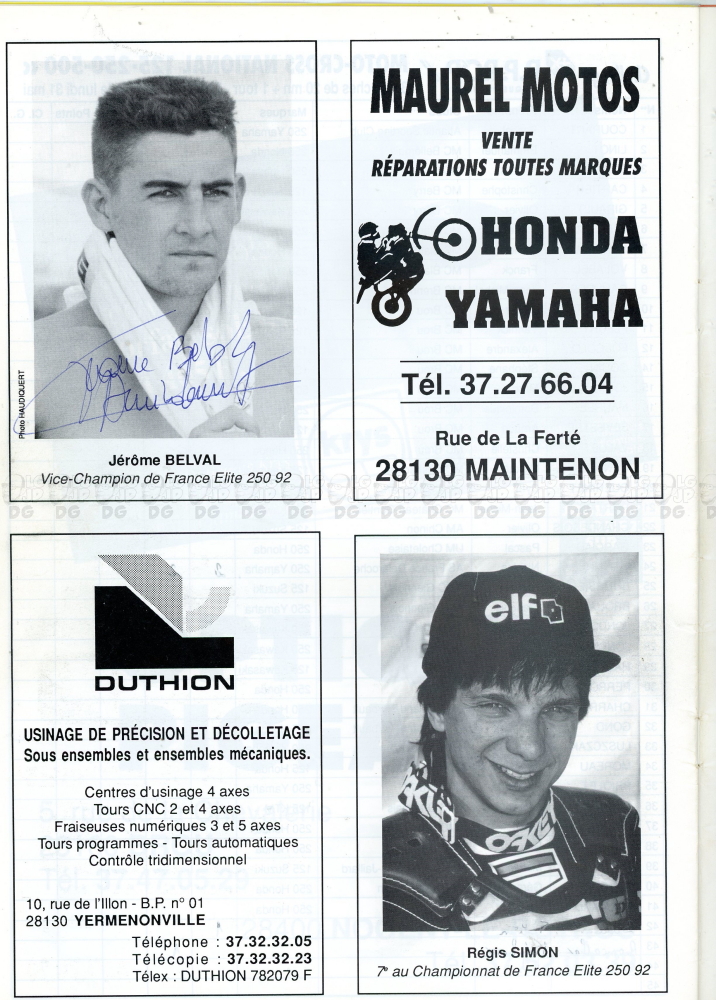 Photo HAUDIQUERT
Jérôme BELVAL
Vice-Champion de France Elite 250 92
MAUREL MOTOS
VENTE
RÉPARATIONS TOUTES MARQUES
HONDA
YAMAHA
Tél. 37.27.66.04
Rue de La Ferté
28130 MAINTENON
DUTHION
USINAGE DE PRÉCISION ET DÉCOLLETAGE
Sous ensembles et ensembles mécaniques.
Centres d'usinage 4 axes
Tours CNC 2 et 4 axes
Fraiseuses numériques 3 et 5 axes
Tours programmes - Tours automatiques
Contrôle tridimensionnel
10, rue de l'Illon - B.P. n° 01
28130 YERMENONVILLE
Téléphone : 37.32.32.05
Télécopie : 37.32.32.23
Télex : DUTHION 782079 F
elf
OAKLEY
Régis SIMON
7e au Championnat de France Elite 250 92